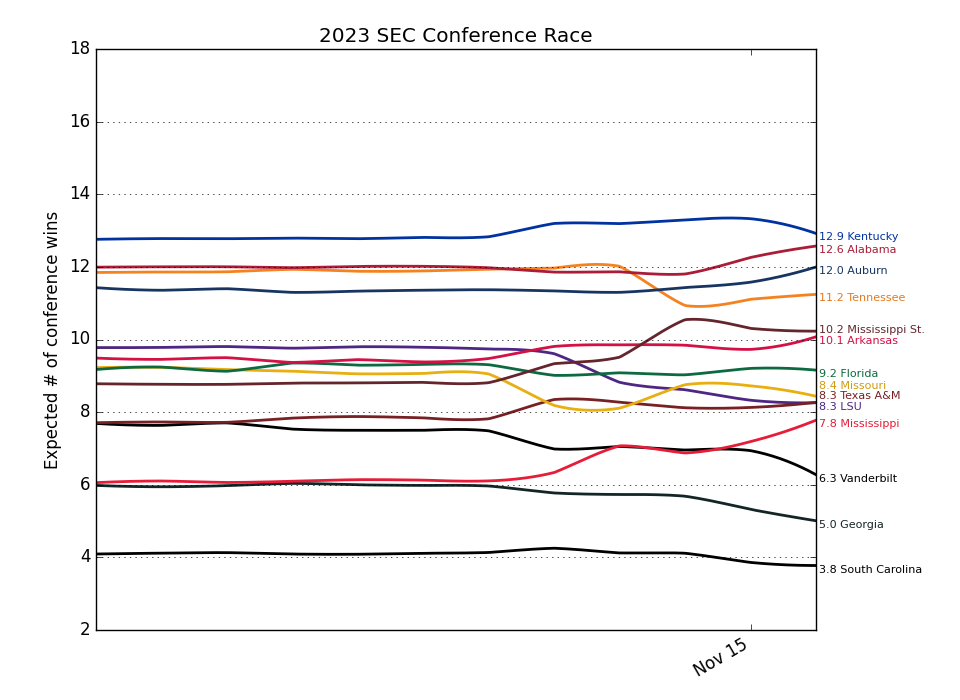 2023 SEC Conference Race
Expected # of conference wins
18
16
14
12
10
8
6
4
2
Nov 15
12.9 Kentucky
12.6 Alabama
12.0 Auburn
11.2 Tennessee
10.2 Mississippi St.
10.1 Arkansas
9.2 Florida
8.4 Missouri
8.3 Texas A&M
8.3 LSU
7.8 Mississippi
6.3 Vanderbilt
5.0 Georgia
3.8 South Carolina